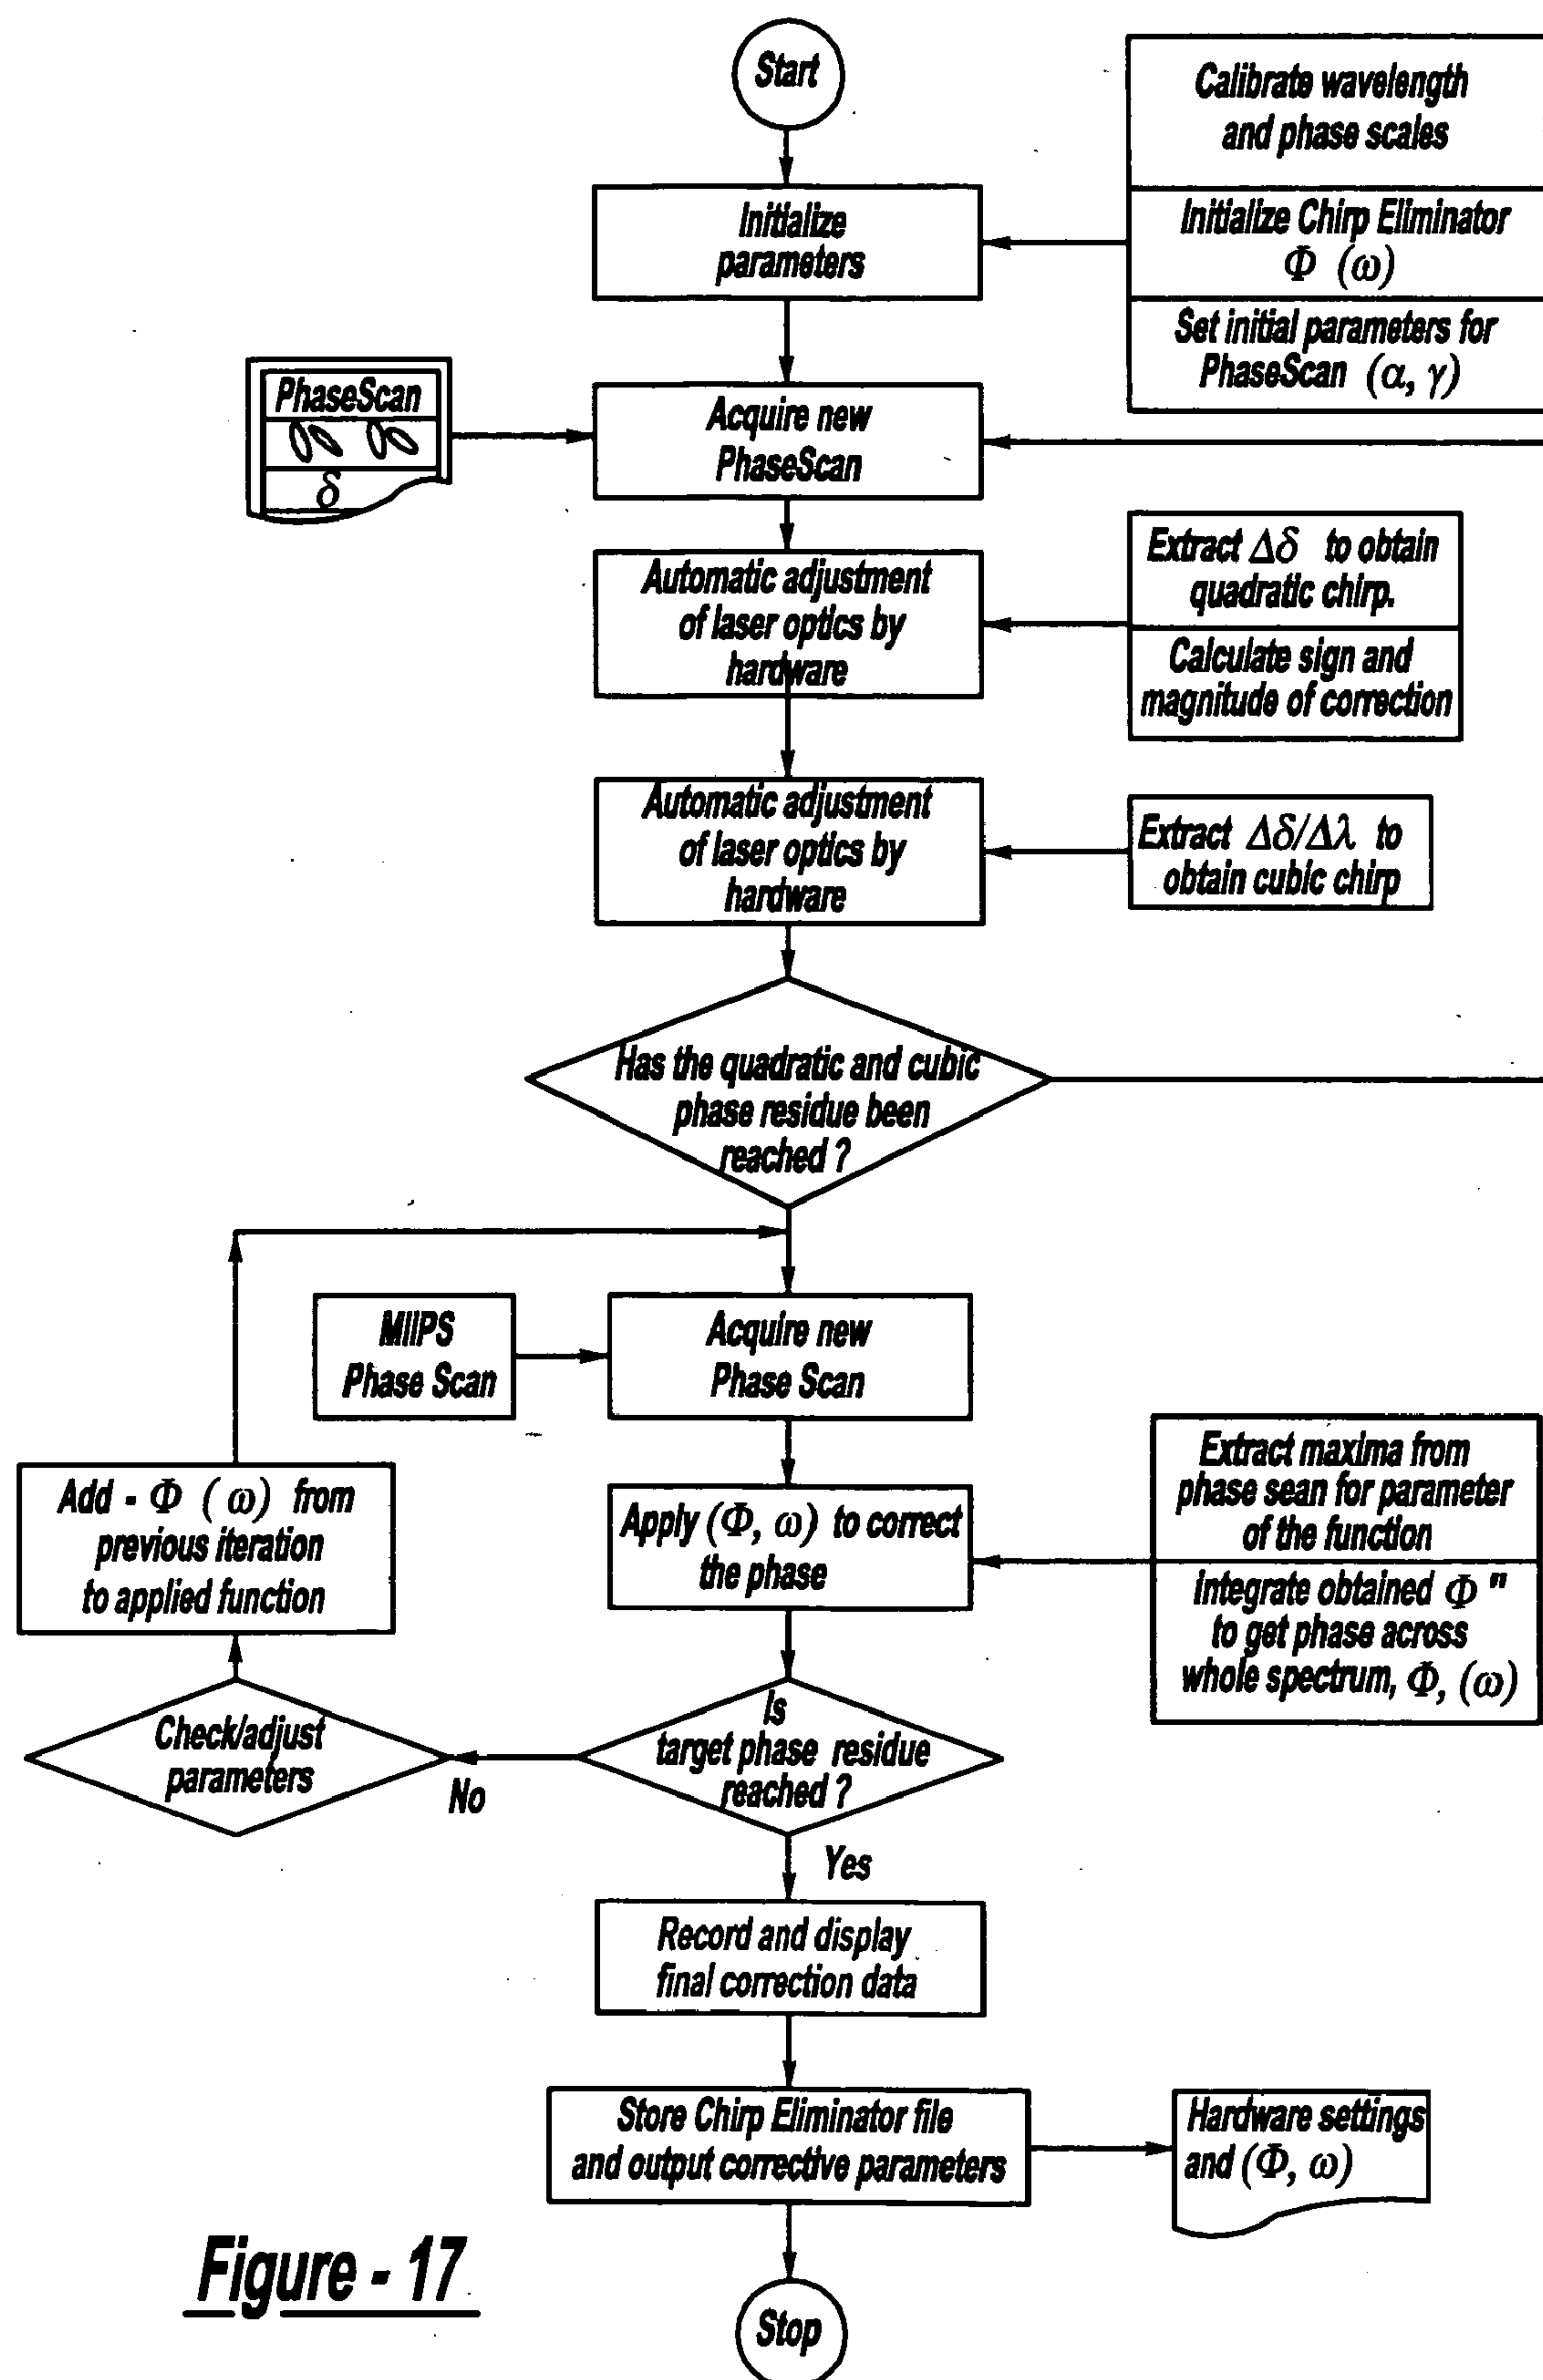 Start
Calibrate wavelength
and phase scales
Initialize
parameters
Initialize Chirp Eliminator
Φ (ω)
Set initial parameters for
PhaseScan (α, γ)
PhaseScan
δ
Acquire new
PhaseScan
Automatic adjustment
of laser optics by
hardware
Extract Δδ to obtain
quadratic chirp.
Calculate sign and
magnitude of correction
Automatic adjustment
of laser optics by
hardware
Extract Δδ/Δλ to
obtain cubic chirp
Has the quadratic and cubic
phase residue been
reached ?
MIIPS
Phase Scan
Acquire new
Phase Scan
Add - Φ ( ω) from
previous iteration
to applied function
Apply (Φ, ω) to correct
the phase
Extract maxima from
phase sean for parameter
of the function
integrate obtained Φ "
to get phase across
whole spectrum, Φ, (ω)
Check/adjust
parameters
No
Is
target phase residue
reached ?
Yes
Record and display
final correction data
Store Chirp Eliminator file
and output corrective parameters
Hardware settings
and (Φ, ω)
Figure - 17
Stop